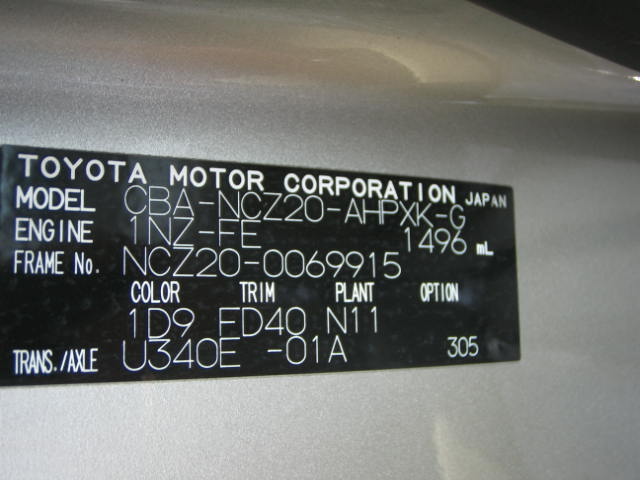 TOYOTA MOTOR CORPORATION JAPAN
MODEL CBA-NCZ20-AHPXK-G
ENGINE 1NZ-FE 1496 mL
FRAME No. NCZ20-0069915
COLOR TRIM PLANT OPTION
1D9 FD40 N11
TRANS./AXLE U340E -01A 305